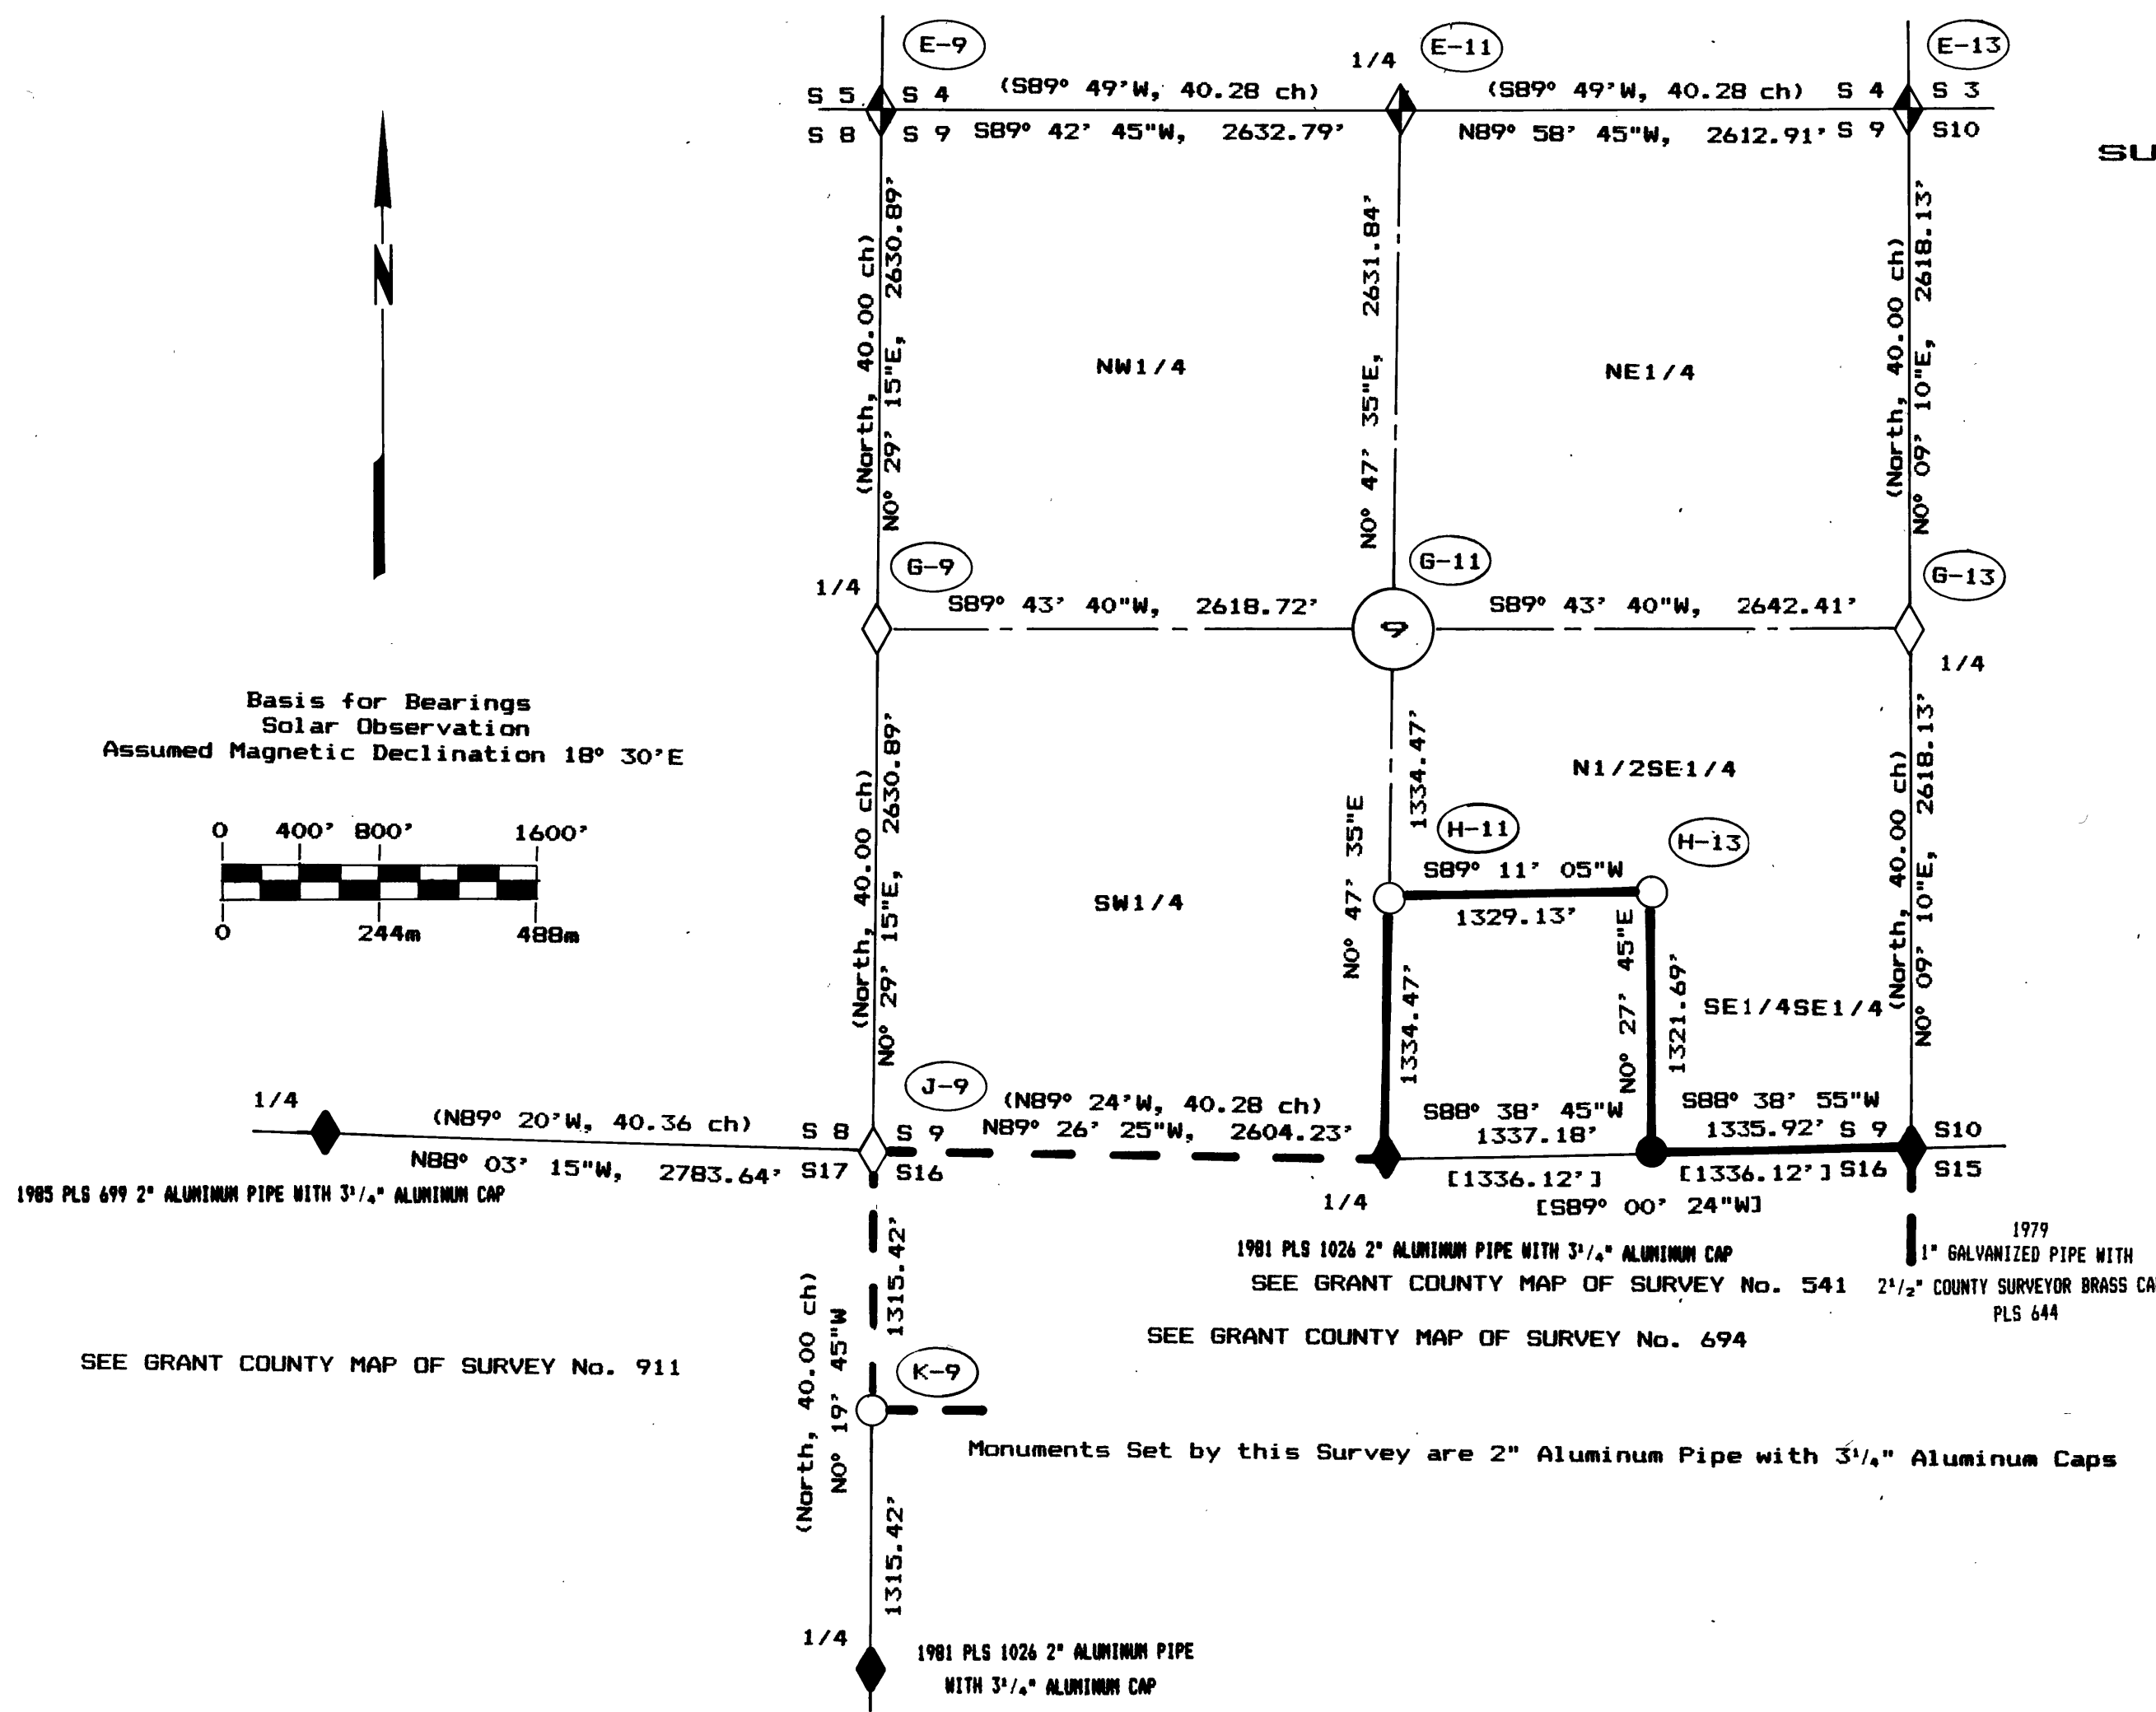 E-9
E-11
E-13
1/4
S 5
S 4
(S89° 49'W, 40.28 ch)
(S89° 49'W, 40.28 ch)
S 4
S 3
S 8
S 9
S89° 42' 45"W, 2632.79'
N89° 58' 45"W, 2612.91'
S 9
S10
SU
(North, 40.00 ch)
N0° 29' 15"E, 2630.89'
N0° 47' 35"E, 2631.84'
(North, 40.00 ch)
N0° 09' 10"E, 2618.13'
N
NW1/4
NE1/4
G-9
G-11
G-13
1/4
S89° 43' 40"W, 2618.72'
9
S89° 43' 40"W, 2642.41'
1/4
Basis for Bearings
Solar Observation
Assumed Magnetic Declination 18° 30'E
0 400' 800' 1600'
0 244m 488m
(North, 40.00 ch)
N0° 29' 15"E, 2630.89'
1334.47'
N0° 47' 35"E
N1/2SE1/4
(North, 40.00 ch)
N0° 09' 10"E, 2618.13'
H-11
H-13
S89° 11' 05"W
1329.13'
SW1/4
1334.47'
N0° 27' 45"E
1321.69'
SE1/4SE1/4
J-9
1/4
(N89° 20'W, 40.36 ch)
S 8
S 9
(N89° 24'W, 40.28 ch)
N89° 26' 25"W, 2604.23'
S88° 38' 45"W
1337.18'
S88° 38' 55"W
1335.92'
S 9
S10
N88° 03' 15"W, 2783.64'
S17
S16
[1336.12']
[1336.12']
S16
S15
1/4
[S89° 00' 24"W]
1985 PLS 699 2" ALUMINUM PIPE WITH 3¹/₄" ALUMINUM CAP
1981 PLS 1026 2" ALUMINUM PIPE WITH 3¹/₄" ALUMINUM CAP
SEE GRANT COUNTY MAP OF SURVEY No. 541
1979
1" GALVANIZED PIPE WITH
2¹/₂" COUNTY SURVEYOR BRASS CA
PLS 644
SEE GRANT COUNTY MAP OF SURVEY No. 694
SEE GRANT COUNTY MAP OF SURVEY No. 911
1315.42'
(North, 40.00 ch)
N0° 19' 45"W
K-9
Monuments Set by this Survey are 2" Aluminum Pipe with 3¹/₄" Aluminum Caps
1315.42'
1/4
1981 PLS 1026 2" ALUMINUM PIPE
WITH 3¹/₄" ALUMINUM CAP